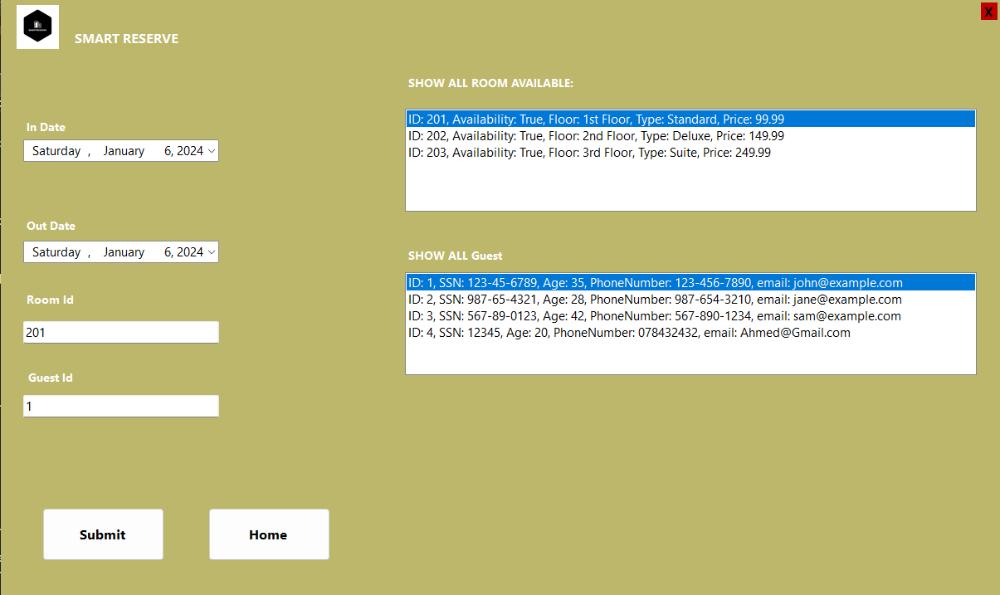 SMART RESERVE
X
In Date
Saturday , January 6, 2024
Out Date
Saturday , January 6, 2024
Room Id
201
Guest Id
1
Submit
Home
SHOW ALL ROOM AVAILABLE:
ID: 201, Availability: True, Floor: 1st Floor, Type: Standard, Price: 99.99
ID: 202, Availability: True, Floor: 2nd Floor, Type: Deluxe, Price: 149.99
ID: 203, Availability: True, Floor: 3rd Floor, Type: Suite, Price: 249.99
SHOW ALL Guest
ID: 1, SSN: 123-45-6789, Age: 35, PhoneNumber: 123-456-7890, email: john@example.com
ID: 2, SSN: 987-65-4321, Age: 28, PhoneNumber: 987-654-3210, email: jane@example.com
ID: 3, SSN: 567-89-0123, Age: 42, PhoneNumber: 567-890-1234, email: sam@example.com
ID: 4, SSN: 12345, Age: 20, PhoneNumber: 078432432, email: Ahmed@Gmail.com